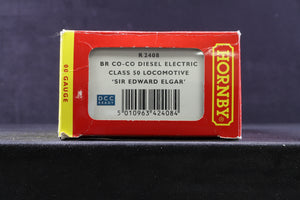 R 2408
BR CO-CO DIESEL ELECTRIC
CLASS 50 LOCOMOTIVE
'SIR EDWARD ELGAR'
DCC
READY
5 010963 424084
00 GAUGE
HORNBY